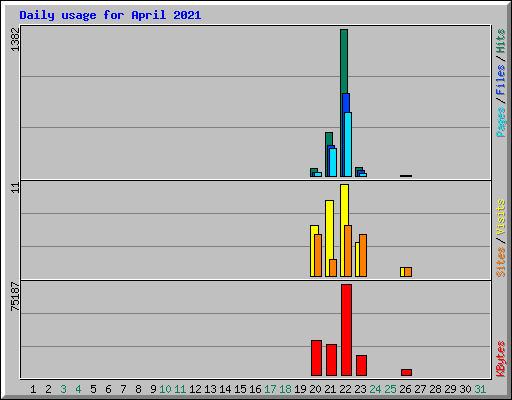 Daily usage for April 2021
1382
Pages / Files / Hits
11
Sites / Visits
75187
KBytes
1 2 3 4 5 6 7 8 9 10 11 12 13 14 15 16 17 18 19 20 21 22 23 24 25 26 27 28 29 30 31